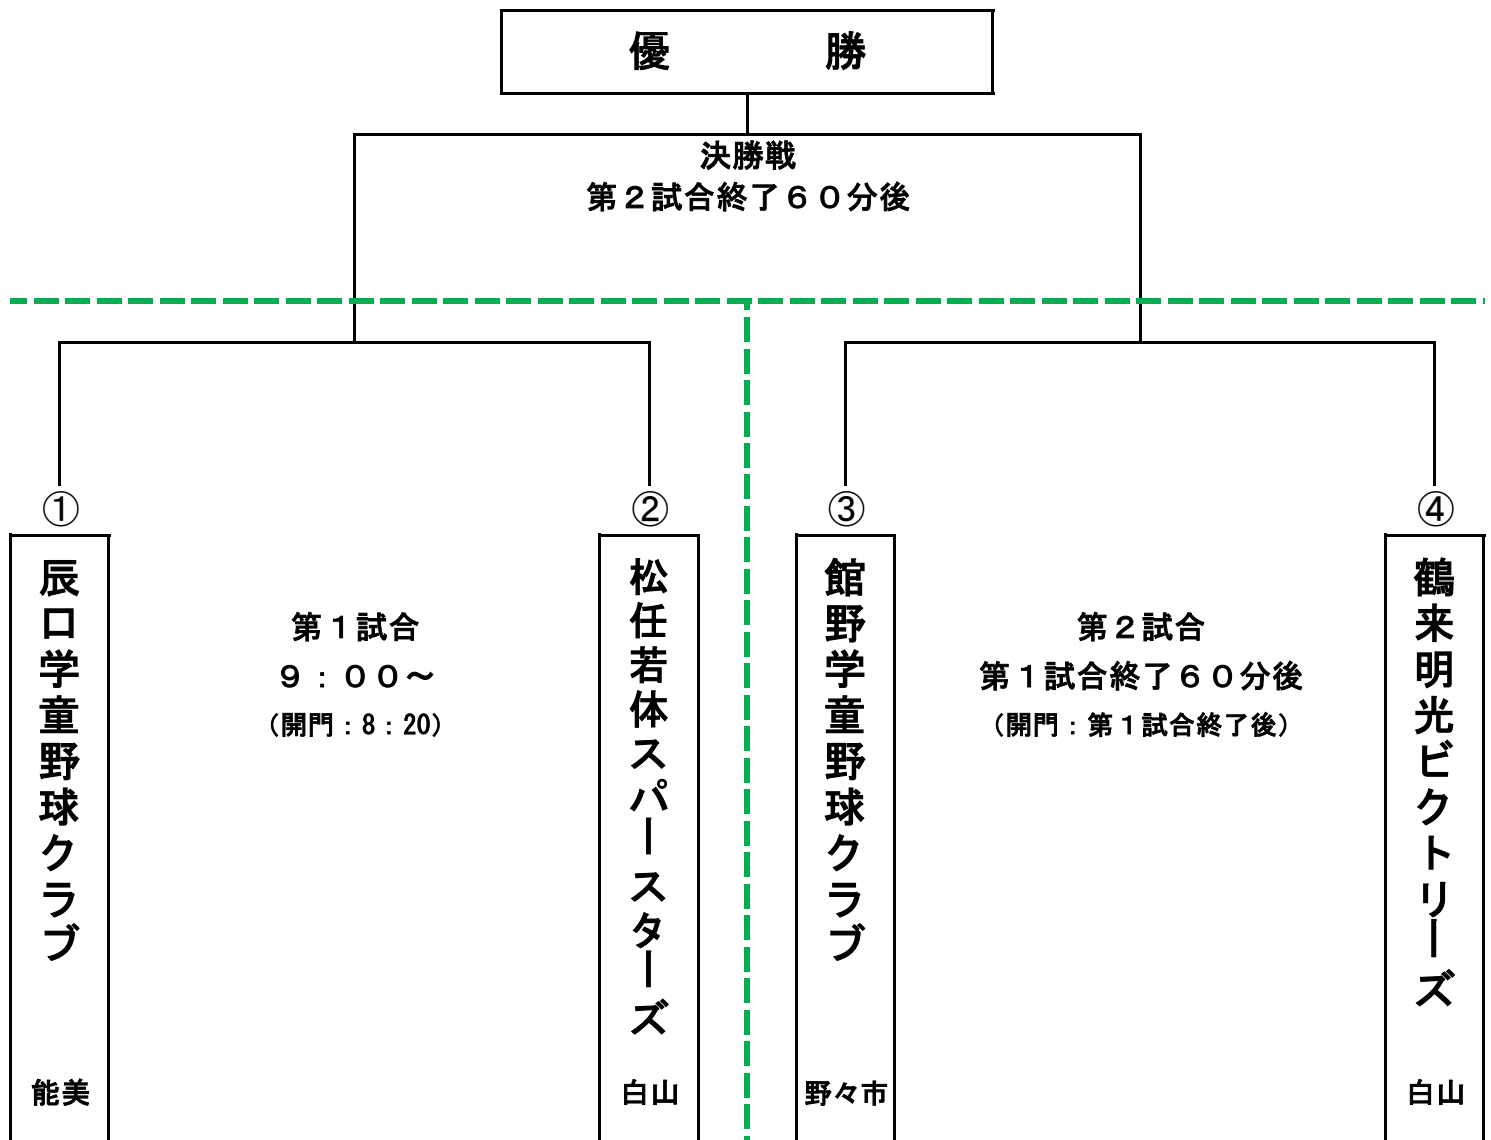 優　勝
決勝戦
第２試合終了６０分後
①
②
③
④
辰口学童野球クラブ
能美
第１試合
９：００～
（開門：8：20）
松任若体スパースターズ
白山
館野学童野球クラブ
野々市
第２試合
第１試合終了６０分後
（開門：第１試合終了後）
鶴来明光ビクトリーズ
白山